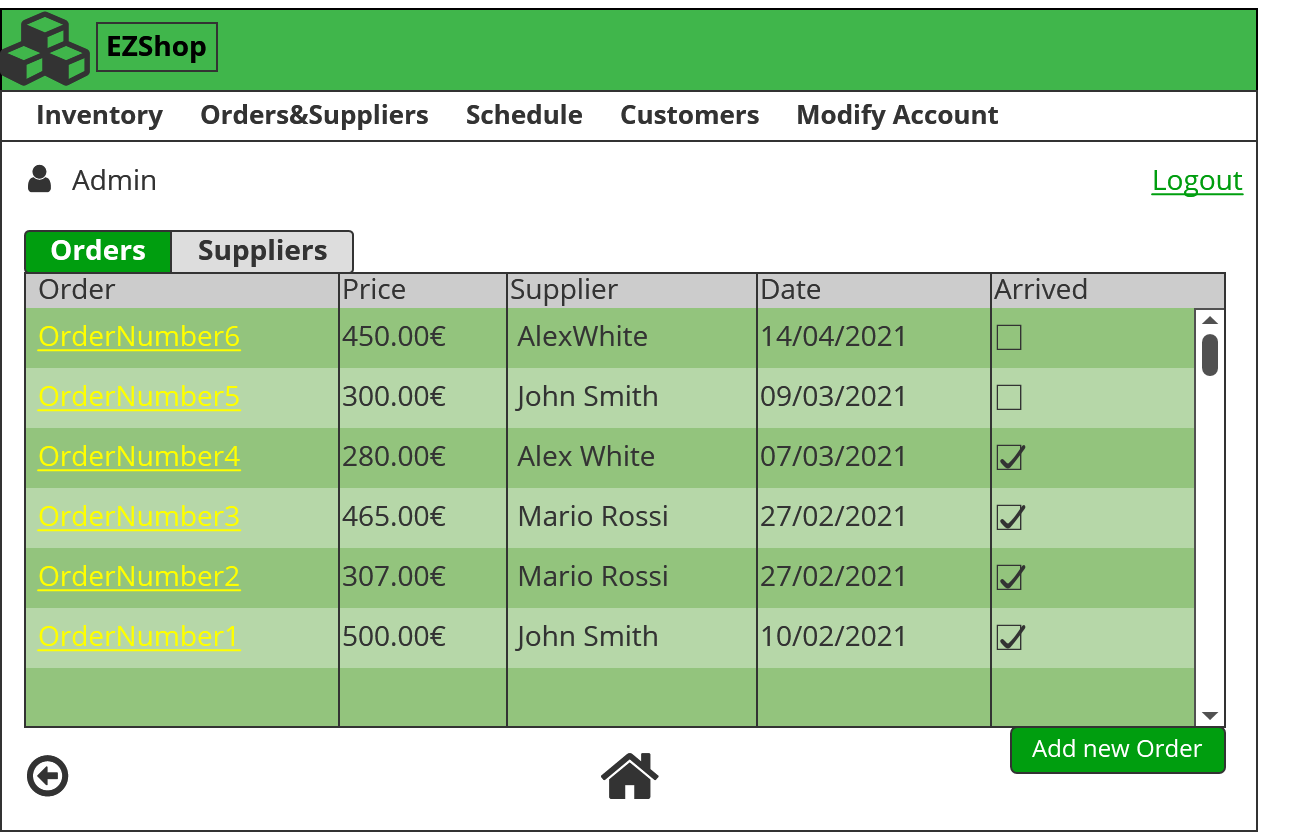 EZShop
Inventory Orders&Suppliers Schedule Customers Modify Account
Admin Logout
Orders Suppliers
Order Price Supplier Date Arrived
OrderNumber6 450.00€ AlexWhite 14/04/2021
OrderNumber5 300.00€ John Smith 09/03/2021
OrderNumber4 280.00€ Alex White 07/03/2021
OrderNumber3 465.00€ Mario Rossi 27/02/2021
OrderNumber2 307.00€ Mario Rossi 27/02/2021
OrderNumber1 500.00€ John Smith 10/02/2021
Add new Order